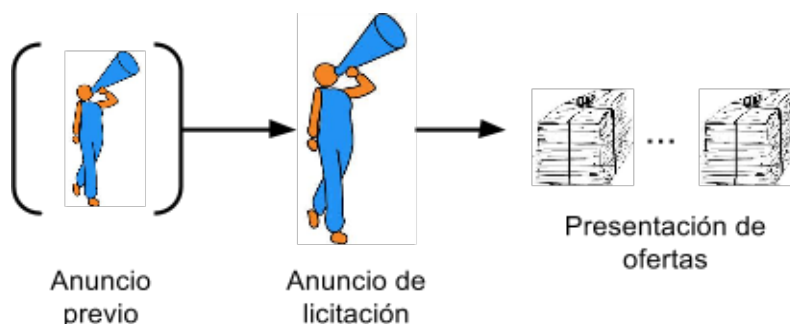 Anuncio
previo
Anuncio de
licitación
...
Presentación de
ofertas